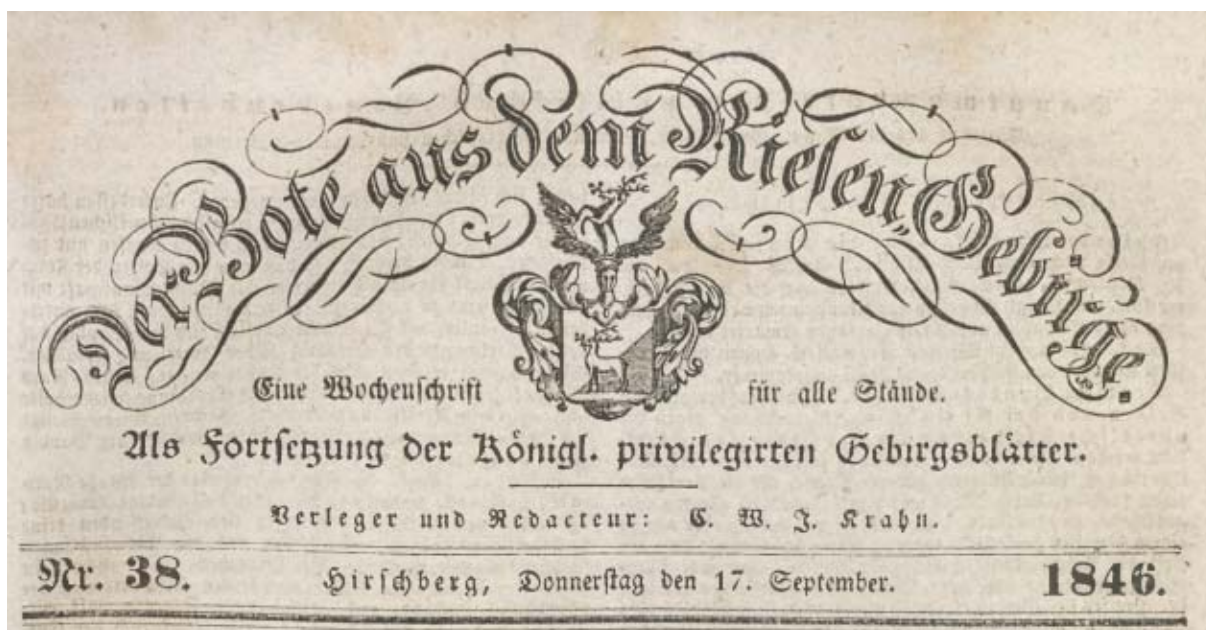 Der Bote aus dem Riesen„Gebirge.
Eine Wochenschrift für alle Stände.
Als Fortsetzung der Königl. privilegirten Gebirgsblätter.
Verleger und Redacteur: C. W. J. Krahn.
Nr. 38. Hirschberg, Donnerstag den 17. September. 1846.